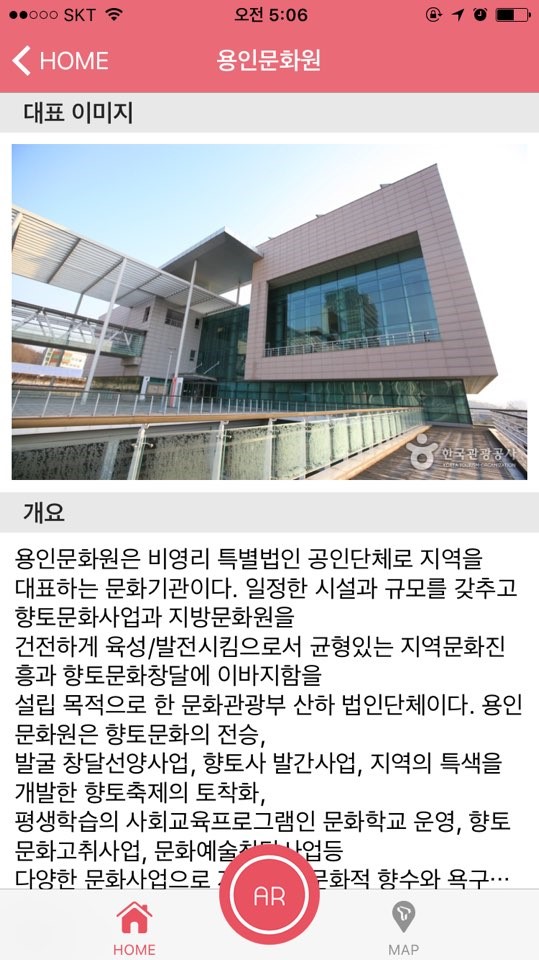 SKT
오전 5:06
HOME
용인문화원
대표 이미지
한국관광공사
KOREA TOURISM ORGANIZATION
개요
용인문화원은 비영리 특별법인 공인단체로 지역을
대표하는 문화기관이다. 일정한 시설과 규모를 갖추고
향토문화사업과 지방문화원을
건전하게 육성/발전시킴으로서 균형있는 지역문화진
흥과 향토문화창달에 이바지함을
설립 목적으로 한 문화관광부 산하 법인단체이다. 용인
문화원은 향토문화의 전승,
발굴 창달선양사업, 향토사 발간사업, 지역의 특색을
개발한 향토축제의 토착화,
평생학습의 사회교육프로그램인 문화학교 운영, 향토
문화고취사업, 문화예술창달사업등
다양한 문화사업으로 문화적 향수와 욕구…
AR
HOME
MAP